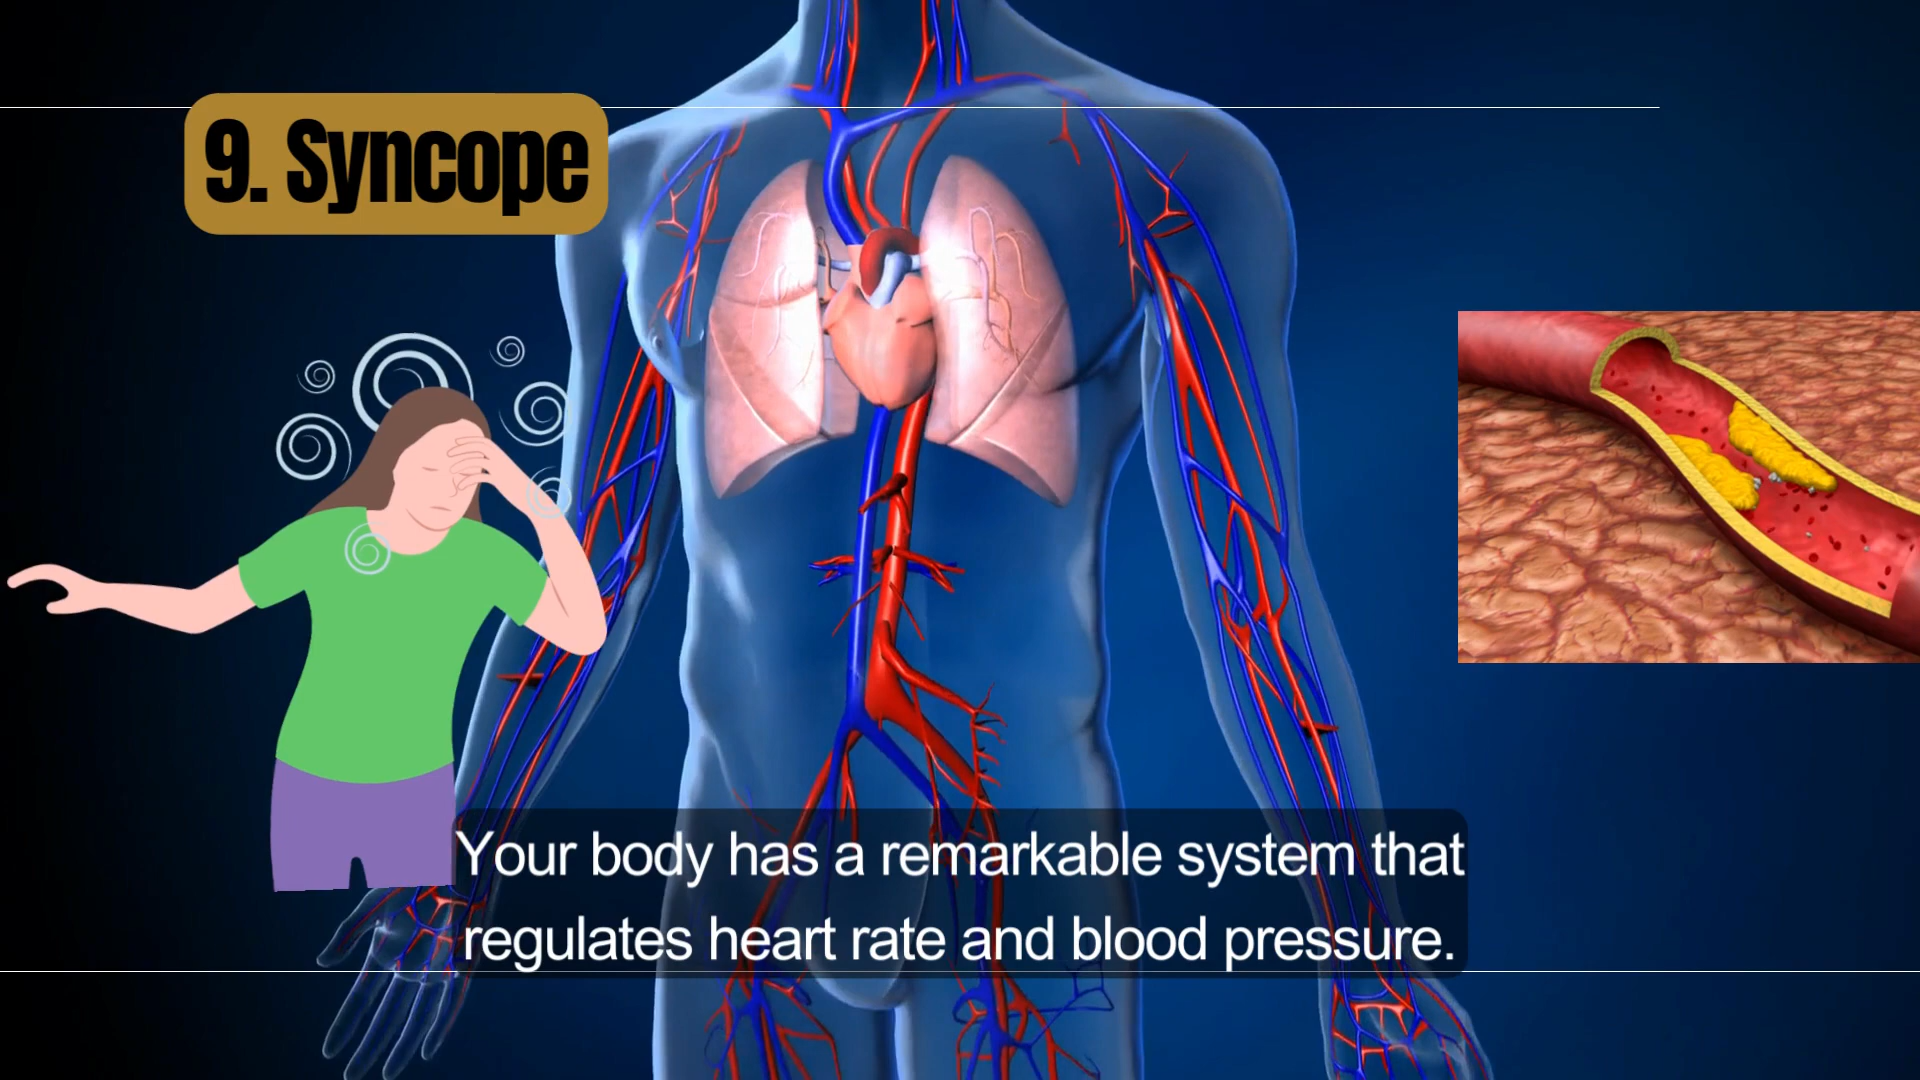 9. Syncope
Your body has a remarkable system that
regulates heart rate and blood pressure.